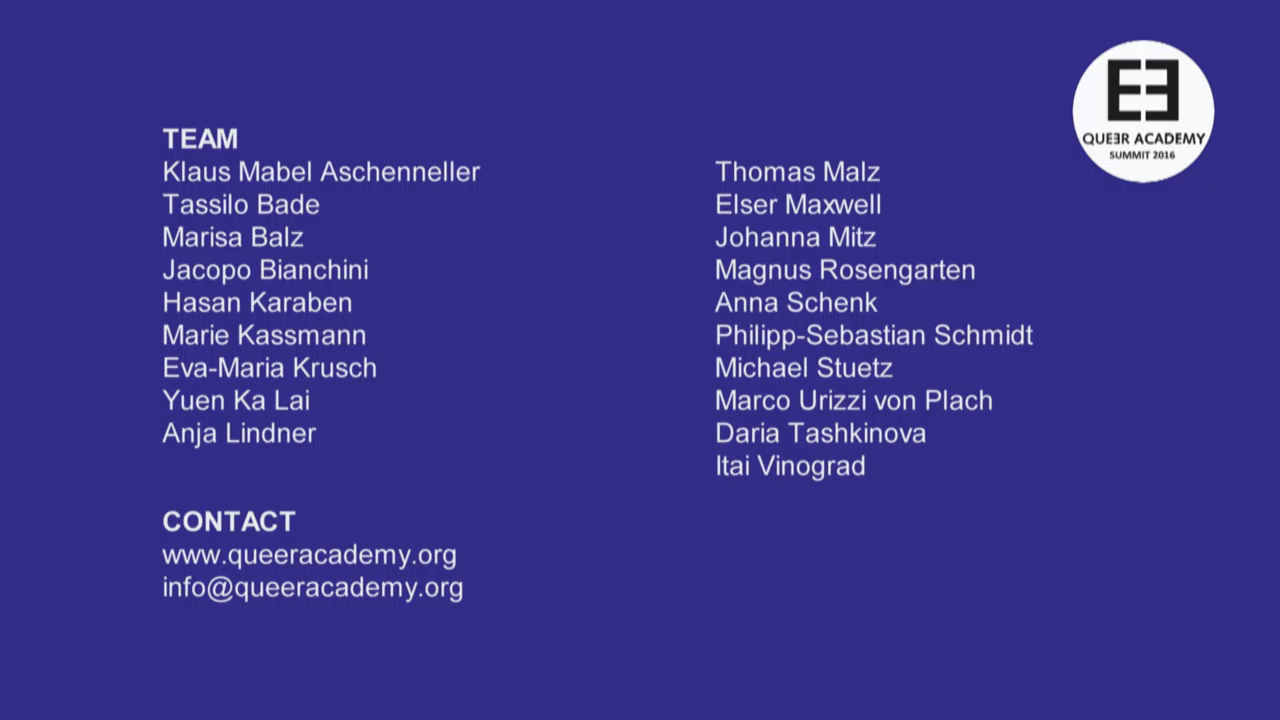 TEAM
Klaus Mabel Aschenneller
Tassilo Bade
Marisa Balz
Jacopo Bianchini
Hasan Karaben
Marie Kassmann
Eva-Maria Krusch
Yuen Ka Lai
Anja Lindner
Thomas Malz
Elser Maxwell
Johanna Mitz
Magnus Rosengarten
Anna Schenk
Philipp-Sebastian Schmidt
Michael Stuetz
Marco Urizzi von Plach
Daria Tashkinova
Itai Vinograd
CONTACT
www.queeracademy.org
info@queeracademy.org
EƎ
QUEƎR ACADEMY
SUMMIT 2016